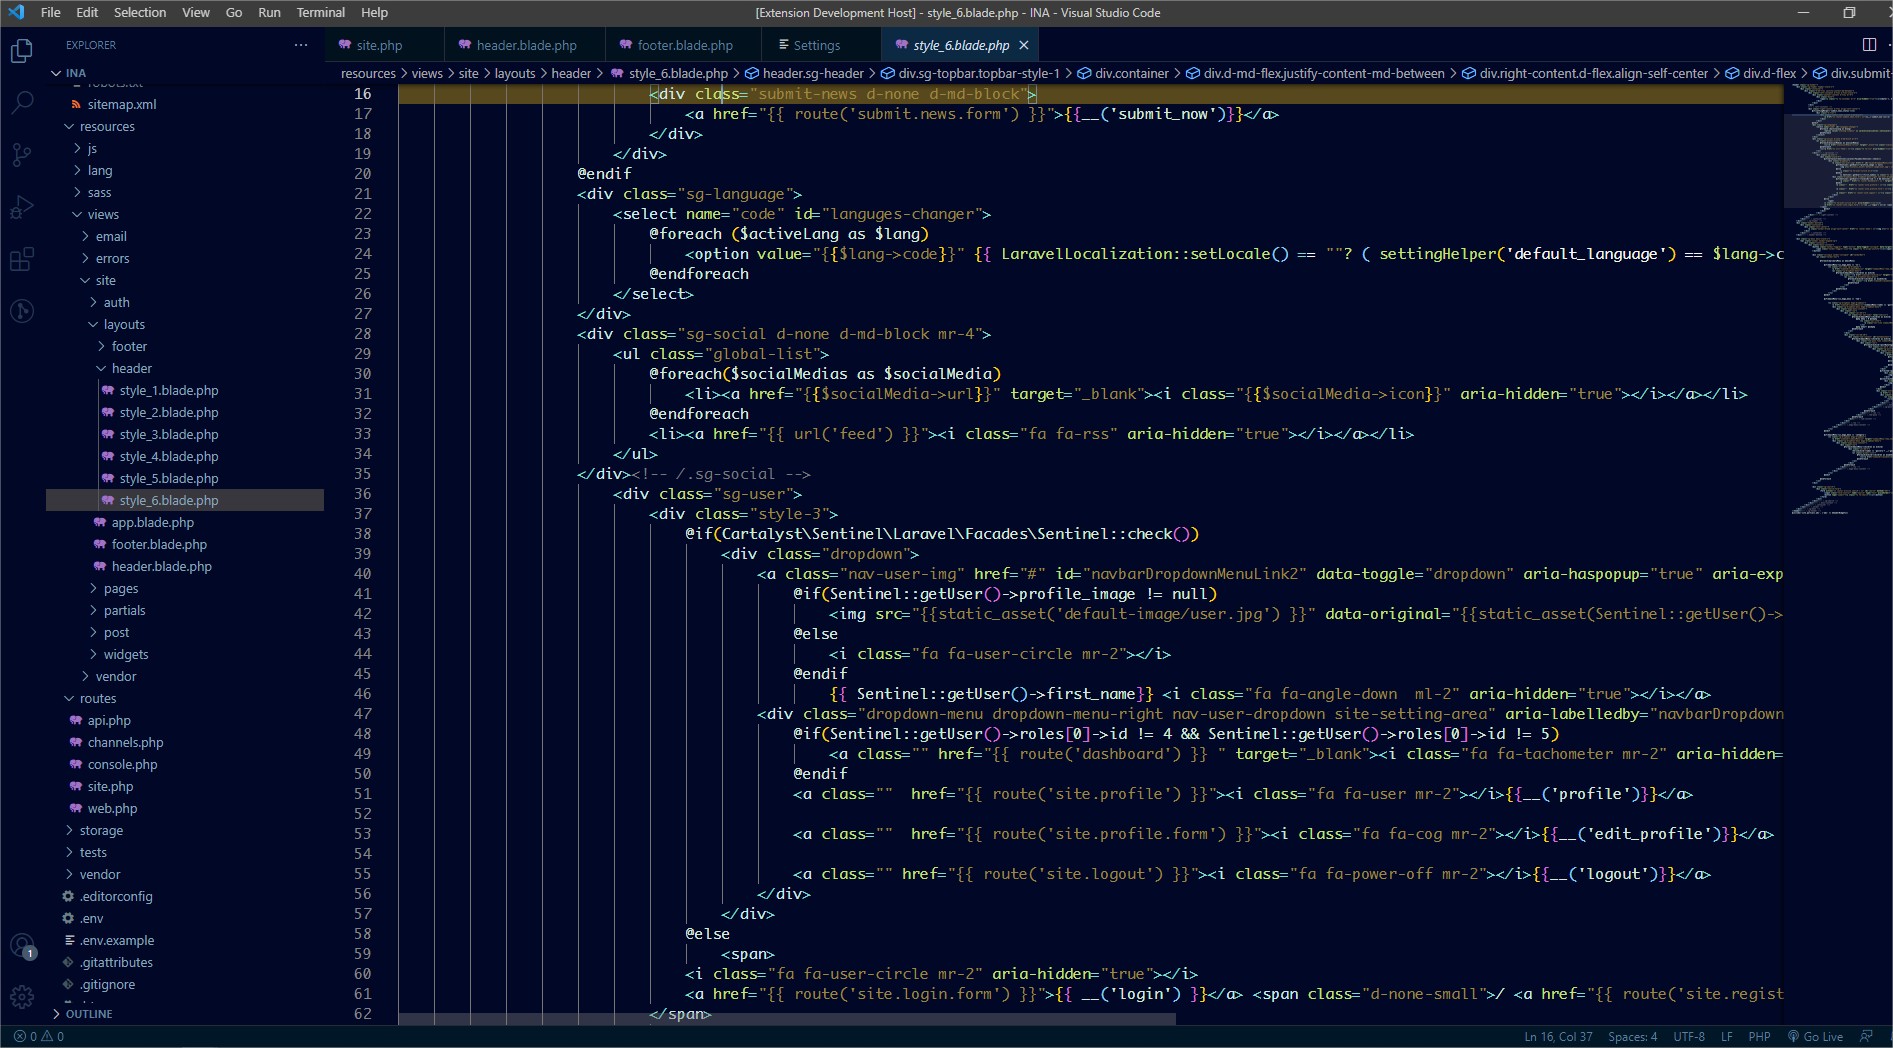 File Edit Selection View Go Run Terminal Help
[Extension Development Host] - style_6.blade.php - INA - Visual Studio Code
EXPLORER
site.php
header.blade.php
footer.blade.php
Settings
style_6.blade.php
INA
sitemap.xml
resources
js
lang
sass
views
email
errors
site
auth
layouts
footer
header
style_1.blade.php
style_2.blade.php
style_3.blade.php
style_4.blade.php
style_5.blade.php
style_6.blade.php
app.blade.php
footer.blade.php
header.blade.php
pages
partials
post
widgets
vendor
routes
api.php
channels.php
console.php
site.php
web.php
storage
tests
vendor
.editorconfig
.env
.env.example
.gitattributes
.gitignore
OUTLINE
1
resources > views > site > layouts > header > style_6.blade.php > header.sg-header > div.sg-topbar.topbar-style-1 > div.container > div.d-md-flex.justify-content-md-between > div.right-content.d-flex.align-self-center > div.d-flex > div.submit-
16 <div class="submit-news d-none d-md-block">
17 <a href="{{ route('submit.news.form') }}">{{__('submit_now')}}</a>
18 </div>
19 </div>
20 @endif
21 <div class="sg-language">
22 <select name="code" id="languges-changer">
23 @foreach ($activeLang as $lang)
24 <option value="{{$lang->code}}" {{ LaravelLocalization::setLocale() == ""? ( settingHelper('default_language') == $lang->c
25 @endforeach
26 </select>
27 </div>
28 <div class="sg-social d-none d-md-block mr-4">
29 <ul class="global-list">
30 @foreach($socialMedias as $socialMedia)
31 <li><a href="{{$socialMedia->url}}" target="_blank"><i class="{{$socialMedia->icon}}" aria-hidden="true"></i></a></li>
32 @endforeach
33 <li><a href="{{ url('feed') }}"><i class="fa fa-rss" aria-hidden="true"></i></a></li>
34 </ul>
35 </div><!-- /.sg-social -->
36 <div class="sg-user">
37 <div class="style-3">
38 @if(Cartalyst\Sentinel\Laravel\Facades\Sentinel::check())
39 <div class="dropdown">
40 <a class="nav-user-img" href="#" id="navbarDropdownMenuLink2" data-toggle="dropdown" aria-haspopup="true" aria-exp
41 @if(Sentinel::getUser()->profile_image != null)
42 <img src="{{static_asset('default-image/user.jpg') }}" data-original="{{static_asset(Sentinel::getUser()->
43 @else
44 <i class="fa fa-user-circle mr-2"></i>
45 @endif
46 {{ Sentinel::getUser()->first_name}} <i class="fa fa-angle-down  ml-2" aria-hidden="true"></i></a>
47 <div class="dropdown-menu dropdown-menu-right nav-user-dropdown site-setting-area" aria-labelledby="navbarDropdown
48 @if(Sentinel::getUser()->roles[0]->id != 4 && Sentinel::getUser()->roles[0]->id != 5)
49 <a class="" href="{{ route('dashboard') }} " target="_blank"><i class="fa fa-tachometer mr-2" aria-hidden=
50 @endif
51 <a class=""  href="{{ route('site.profile') }}"><i class="fa fa-user mr-2"></i>{{__('profile')}}</a>
52
53 <a class=""  href="{{ route('site.profile.form') }}"><i class="fa fa-cog mr-2"></i>{{__('edit_profile')}}</a>
54
55 <a class="" href="{{ route('site.logout') }}"><i class="fa fa-power-off mr-2"></i>{{__('logout')}}</a>
56 </div>
57 </div>
58 @else
59 <span>
60 <i class="fa fa-user-circle mr-2" aria-hidden="true"></i>
61 <a href="{{ route('site.login.form') }}">{{ __('login') }}</a> <span class="d-none-small">/ <a href="{{ route('site.regist
62 </span>
0 0
Ln 16, Col 37 Spaces: 4 UTF-8 LF PHP Go Live